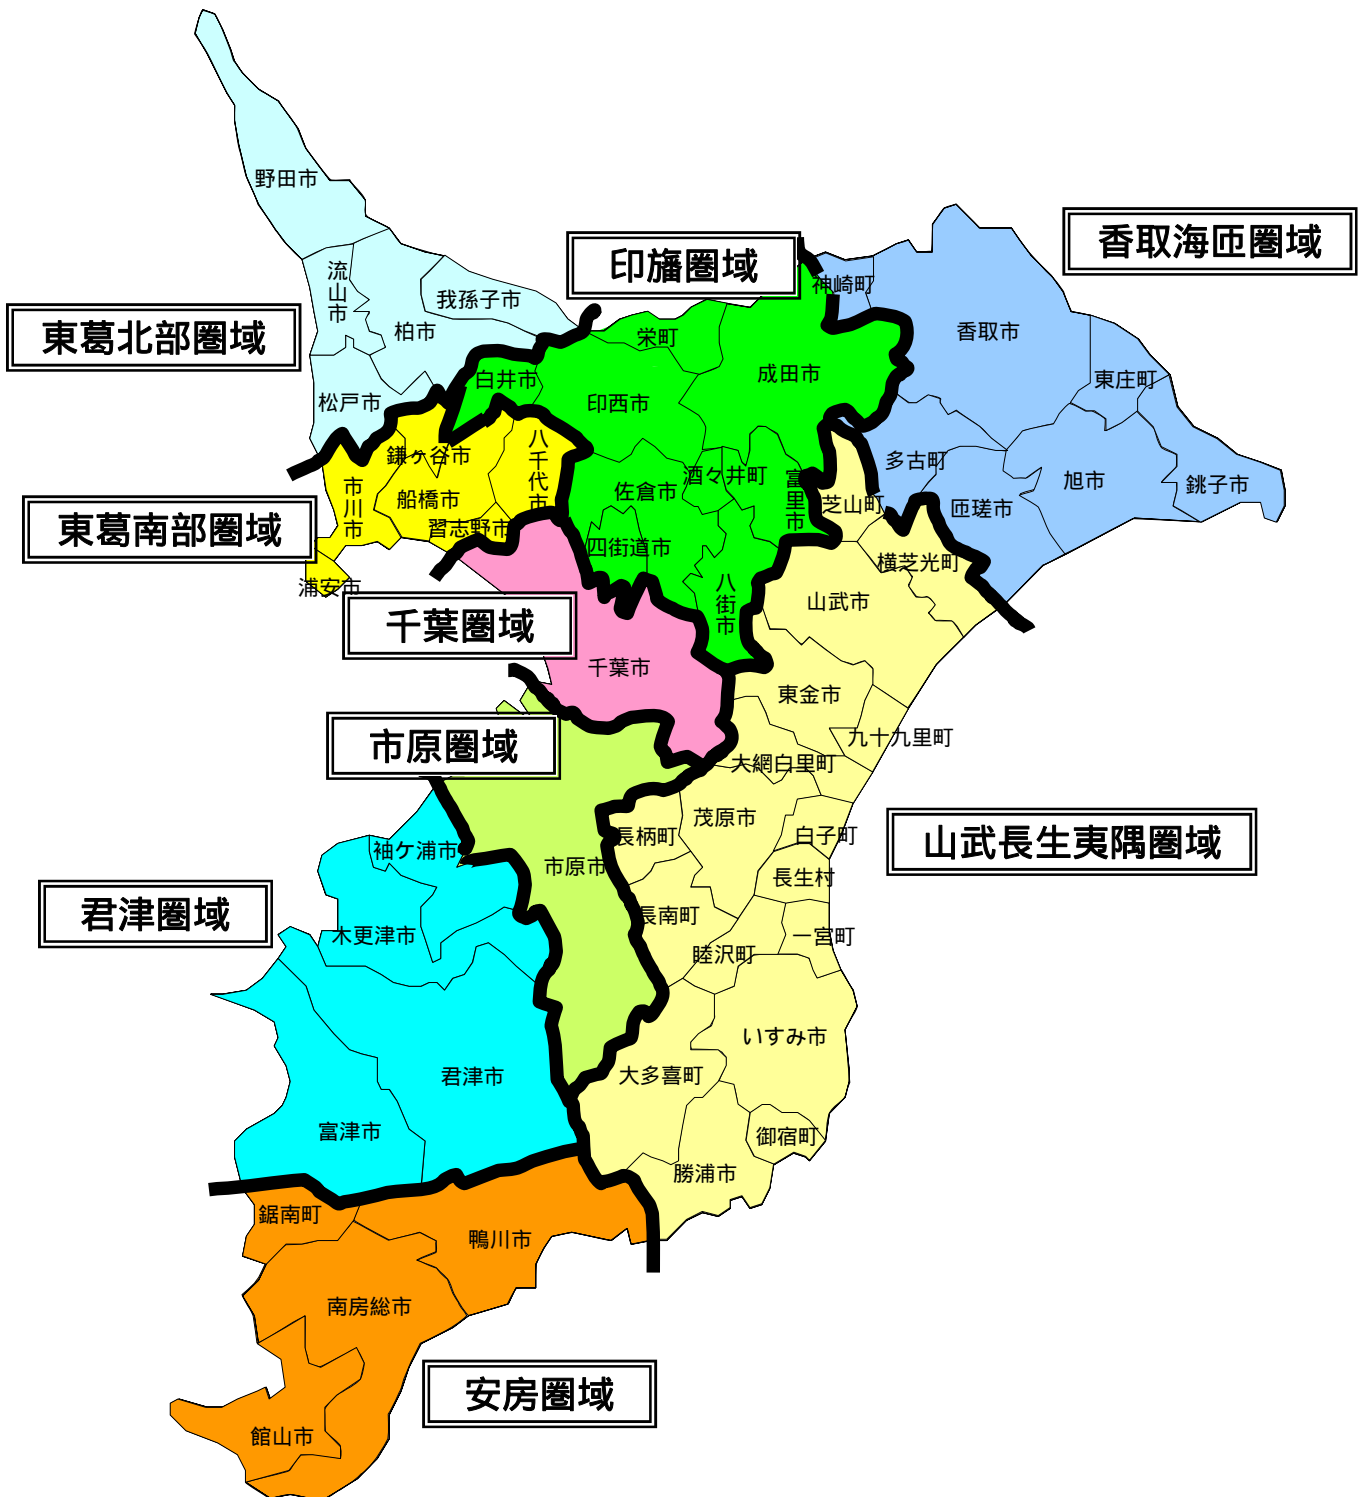 野田市
香取海匝圏域
印旛圏域
流山市
我孫子市
神崎町
東葛北部圏域
柏市
栄町
香取市
白井市
成田市
東庄町
松戸市
印西市
鎌ケ谷市
八千代市
多古町
酒々井町
富里市
旭市
銚子市
市川市
船橋市
佐倉市
芝山町
匝瑳市
東葛南部圏域
習志野市
四街道市
横芝光町
浦安市
八街市
山武市
千葉圏域
千葉市
東金市
市原圏域
九十九里町
大網白里町
茂原市
白子町
長柄町
山武長生夷隅圏域
袖ケ浦市
市原市
長生村
君津圏域
長南町
木更津市
一宮町
睦沢町
いすみ市
君津市
大多喜町
富津市
御宿町
勝浦市
鋸南町
鴨川市
南房総市
安房圏域
館山市